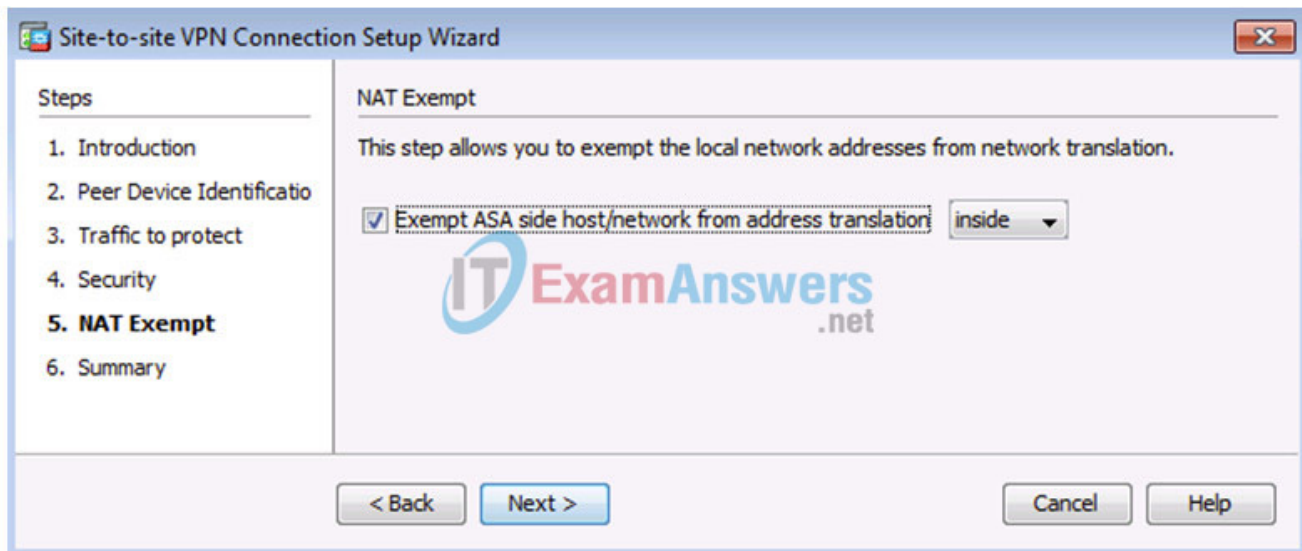 Site-to-site VPN Connection Setup Wizard
Steps
1. Introduction
2. Peer Device Identificatio
3. Traffic to protect
4. Security
5. NAT Exempt
6. Summary
NAT Exempt
This step allows you to exempt the local network addresses from network translation.
Exempt ASA side host/network from address translation inside
ITExamAnswers
.net
< Back Next > Cancel Help